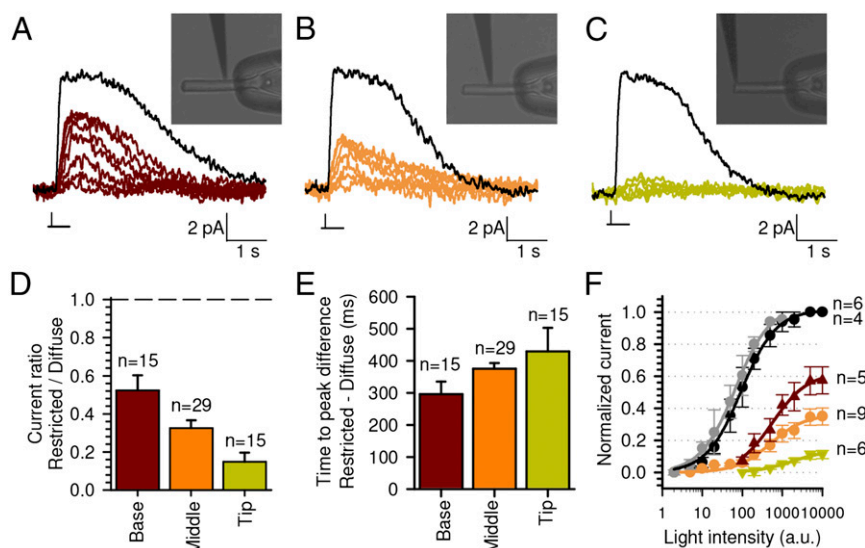 A
B
C
2 pA
1 s
2 pA
1 s
2 pA
1 s
D
Current ratio
Restricted / Diffuse
1.0
0.8
0.6
0.4
0.2
0.0
n=15
n=29
n=15
Base
Middle
Tip
E
Time to peak difference
Restricted - Diffuse (ms)
600
500
400
300
200
100
0
n=15
n=29
n=15
Base
Middle
Tip
F
Normalized current
1.0
0.8
0.6
0.4
0.2
0.0
n=6
n=4
n=5
n=9
n=6
1
10
100
1000
10000
Light intensity (a.u.)